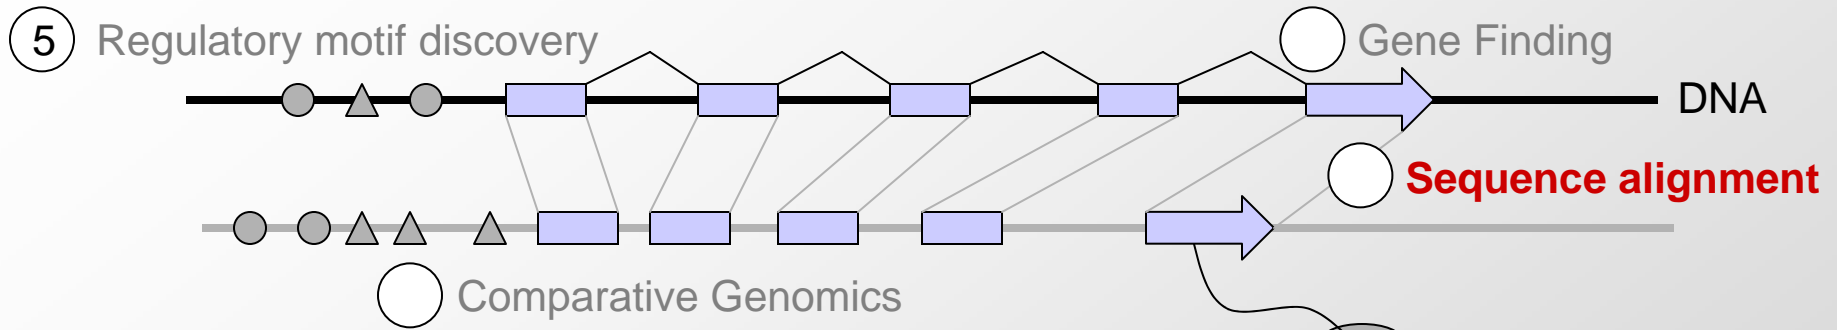 5 Regulatory motif discovery
Gene Finding
DNA
Sequence alignment
Comparative Genomics